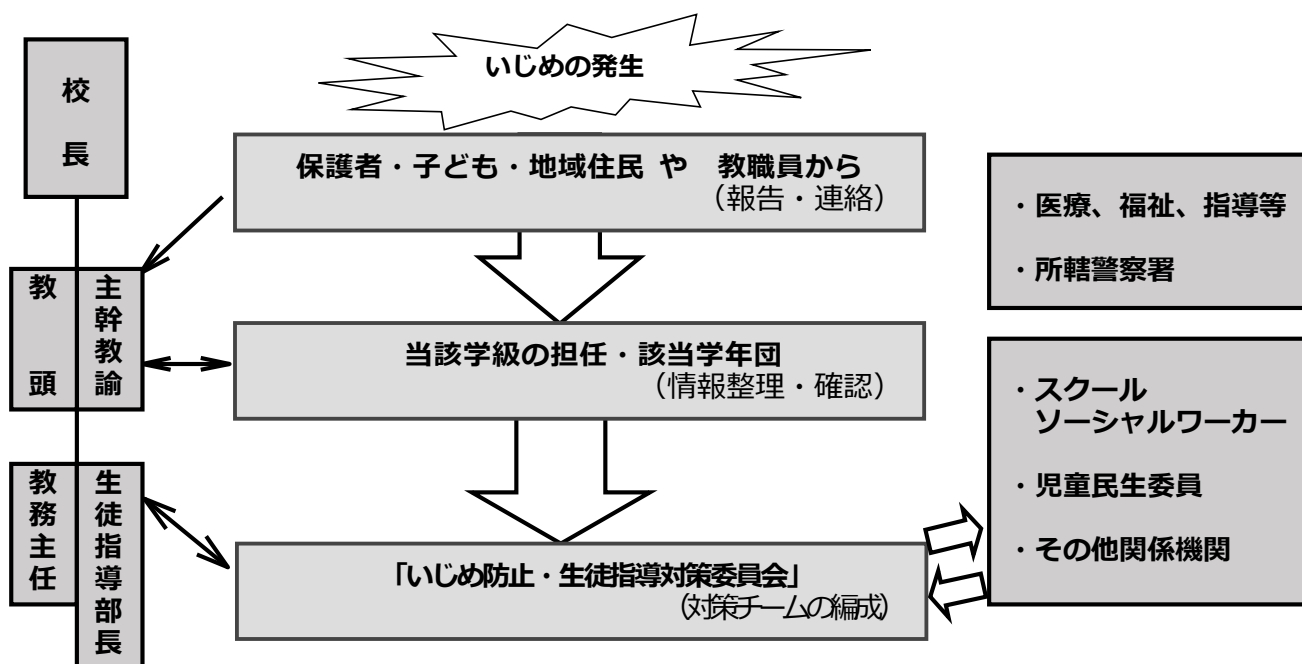 いじめの発生
校長
保護者・子ども・地域住民 や 教職員から
（報告・連絡）
教頭
主幹教諭
当該学級の担任・該当学年団
（情報整理・確認）
教務主任
生徒指導部長
「いじめ防止・生徒指導対策委員会」
（対策チームの編成）
・医療、福祉、指導等
・所轄警察署
・スクール
ソーシャルワーカー
・児童民生委員
・その他関係機関